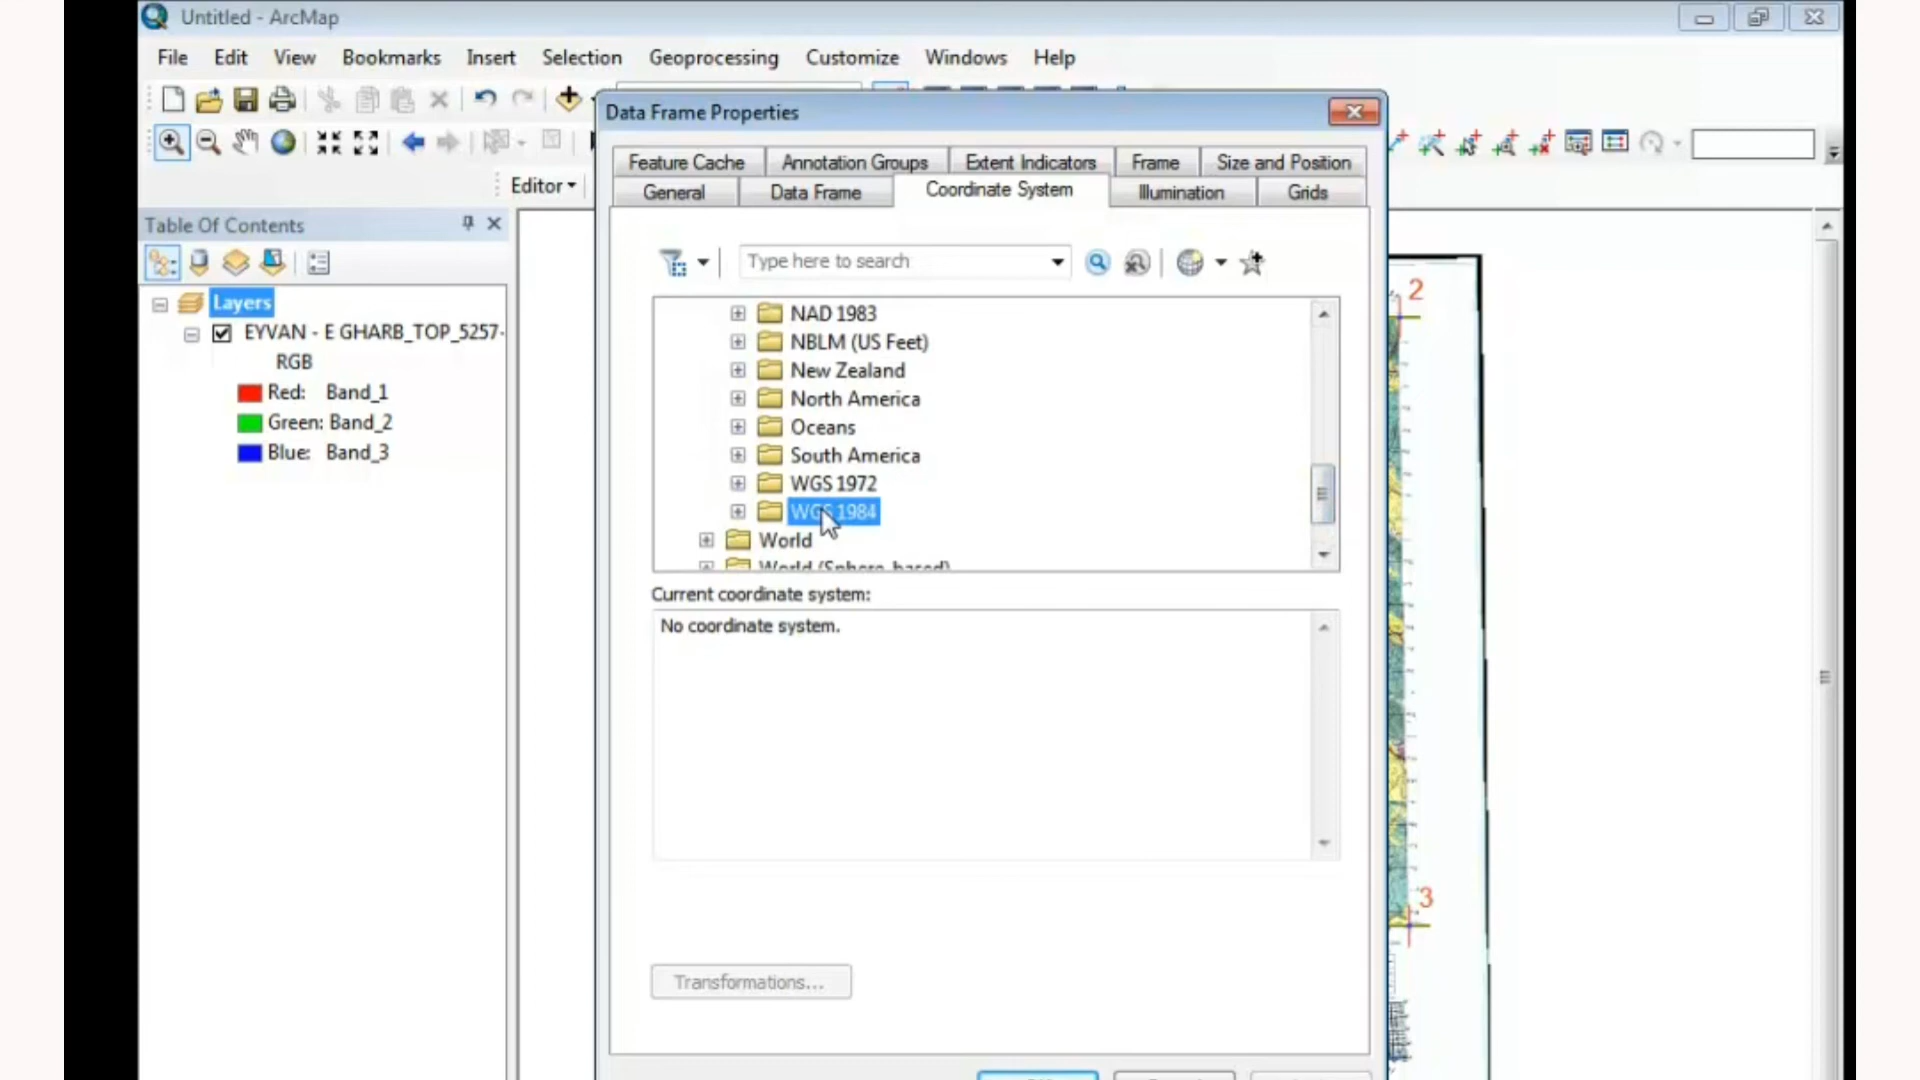 Untitled - ArcMap
File Edit View Bookmarks Insert Selection Geoprocessing Customize Windows Help
Data Frame Properties
Feature Cache Annotation Groups Extent Indicators Frame Size and Position
General Data Frame Coordinate System Illumination Grids
Editor
Table Of Contents
Type here to search
Layers
EYVAN - E GHARB_TOP_5257-
RGB
Red: Band_1
Green: Band_2
Blue: Band_3
NAD 1983
NBLM (US Feet)
New Zealand
North America
Oceans
South America
WGS 1972
WGS 1984
World
World (Sphere-based)
Current coordinate system:
No coordinate system.
Transformations...
2
3